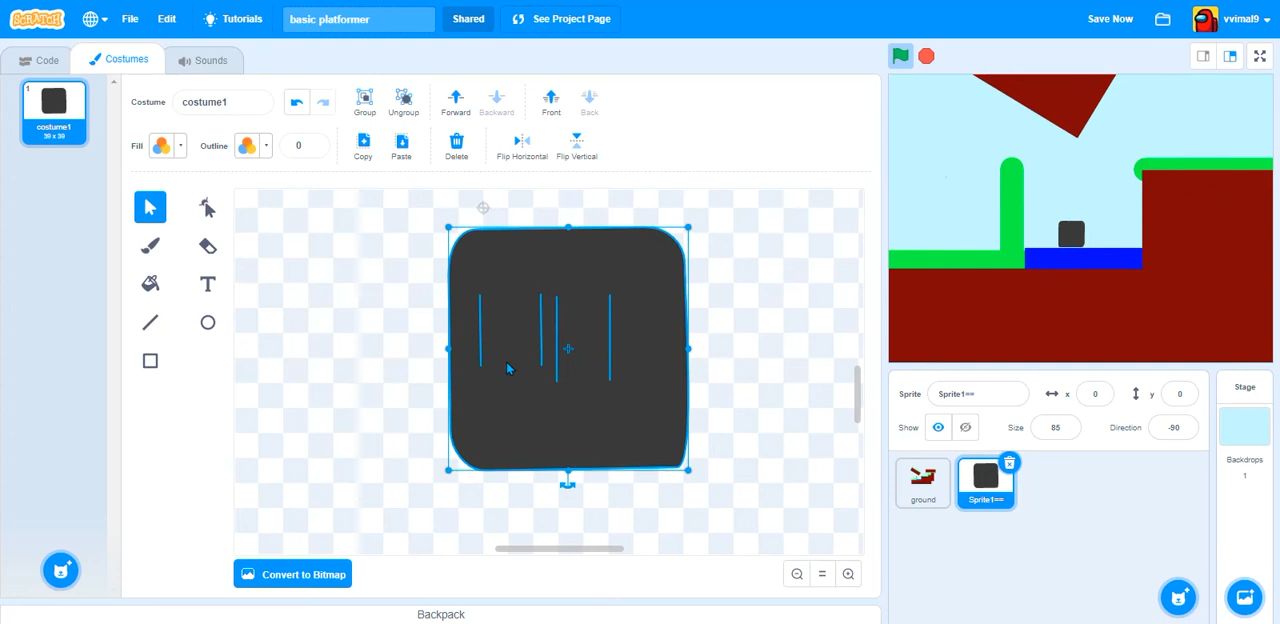 SCRATCH File Edit Tutorials basic platformer Shared See Project Page Save Now vvimal9
Code Costumes Sounds
1
costume1
39 x 39
Costume costume1 Group Ungroup Forward Backward Front Back
Fill Outline 0 Copy Paste Delete Flip Horizontal Flip Vertical
T
Convert to Bitmap
Backpack
Sprite Sprite1== x 0 y 0
Show Size 85 Direction -90
ground
Sprite1==
Stage
Backdrops
1